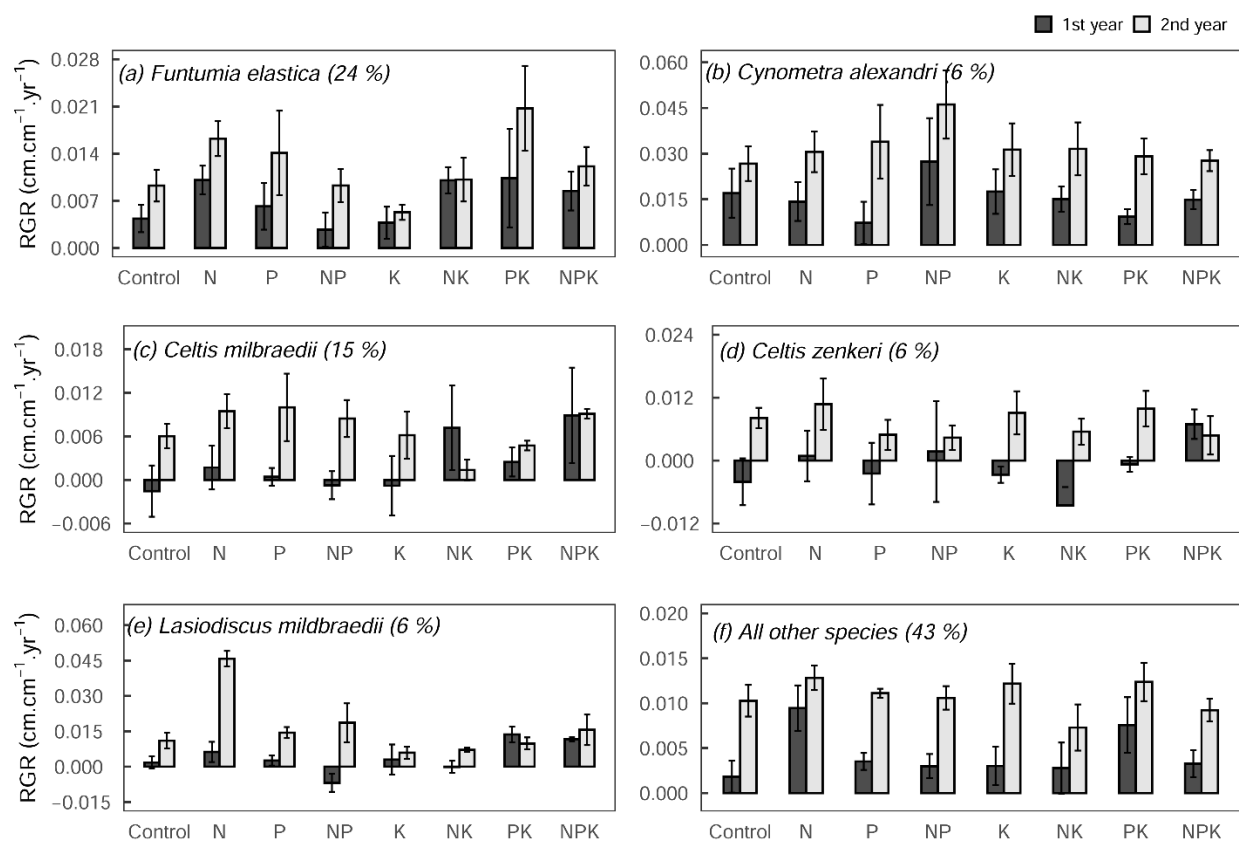 1st year 2nd year
(a) Funtumia elastica (24 %)
RGR (cm.cm⁻¹.yr⁻¹)
0.028
0.021
0.014
0.007
0.000
Control N P NP K NK PK NPK
(b) Cynometra alexandri (6 %)
0.060
0.045
0.030
0.015
0.000
Control N P NP K NK PK NPK
(c) Celtis milbraedii (15 %)
RGR (cm.cm⁻¹.yr⁻¹)
0.018
0.012
0.006
0.000
−0.006
Control N P NP K NK PK NPK
(d) Celtis zenkeri (6 %)
0.024
0.012
0.000
−0.012
Control N P NP K NK PK NPK
(e) Lasiodiscus mildbraedii (6 %)
RGR (cm.cm⁻¹.yr⁻¹)
0.060
0.045
0.030
0.015
0.000
−0.015
Control N P NP K NK PK NPK
(f) All other species (43 %)
0.020
0.015
0.010
0.005
0.000
Control N P NP K NK PK NPK